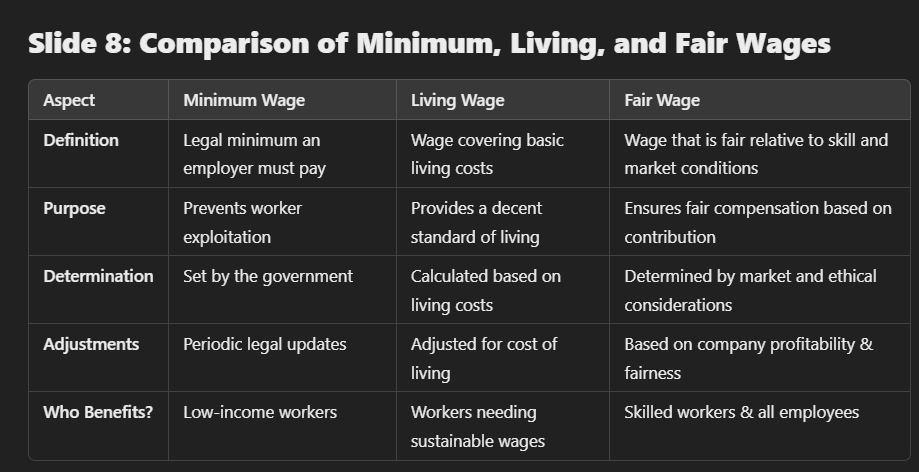 Slide 8: Comparison of Minimum, Living, and Fair Wages
Aspect Minimum Wage Living Wage Fair Wage
Definition Legal minimum an Wage covering basic Wage that is fair relative to skill and
employer must pay living costs market conditions
Purpose Prevents worker Provides a decent Ensures fair compensation based on
exploitation standard of living contribution
Determination Set by the government Calculated based on Determined by market and ethical
living costs considerations
Adjustments Periodic legal updates Adjusted for cost of Based on company profitability &
living fairness
Who Benefits? Low-income workers Workers needing Skilled workers & all employees
sustainable wages